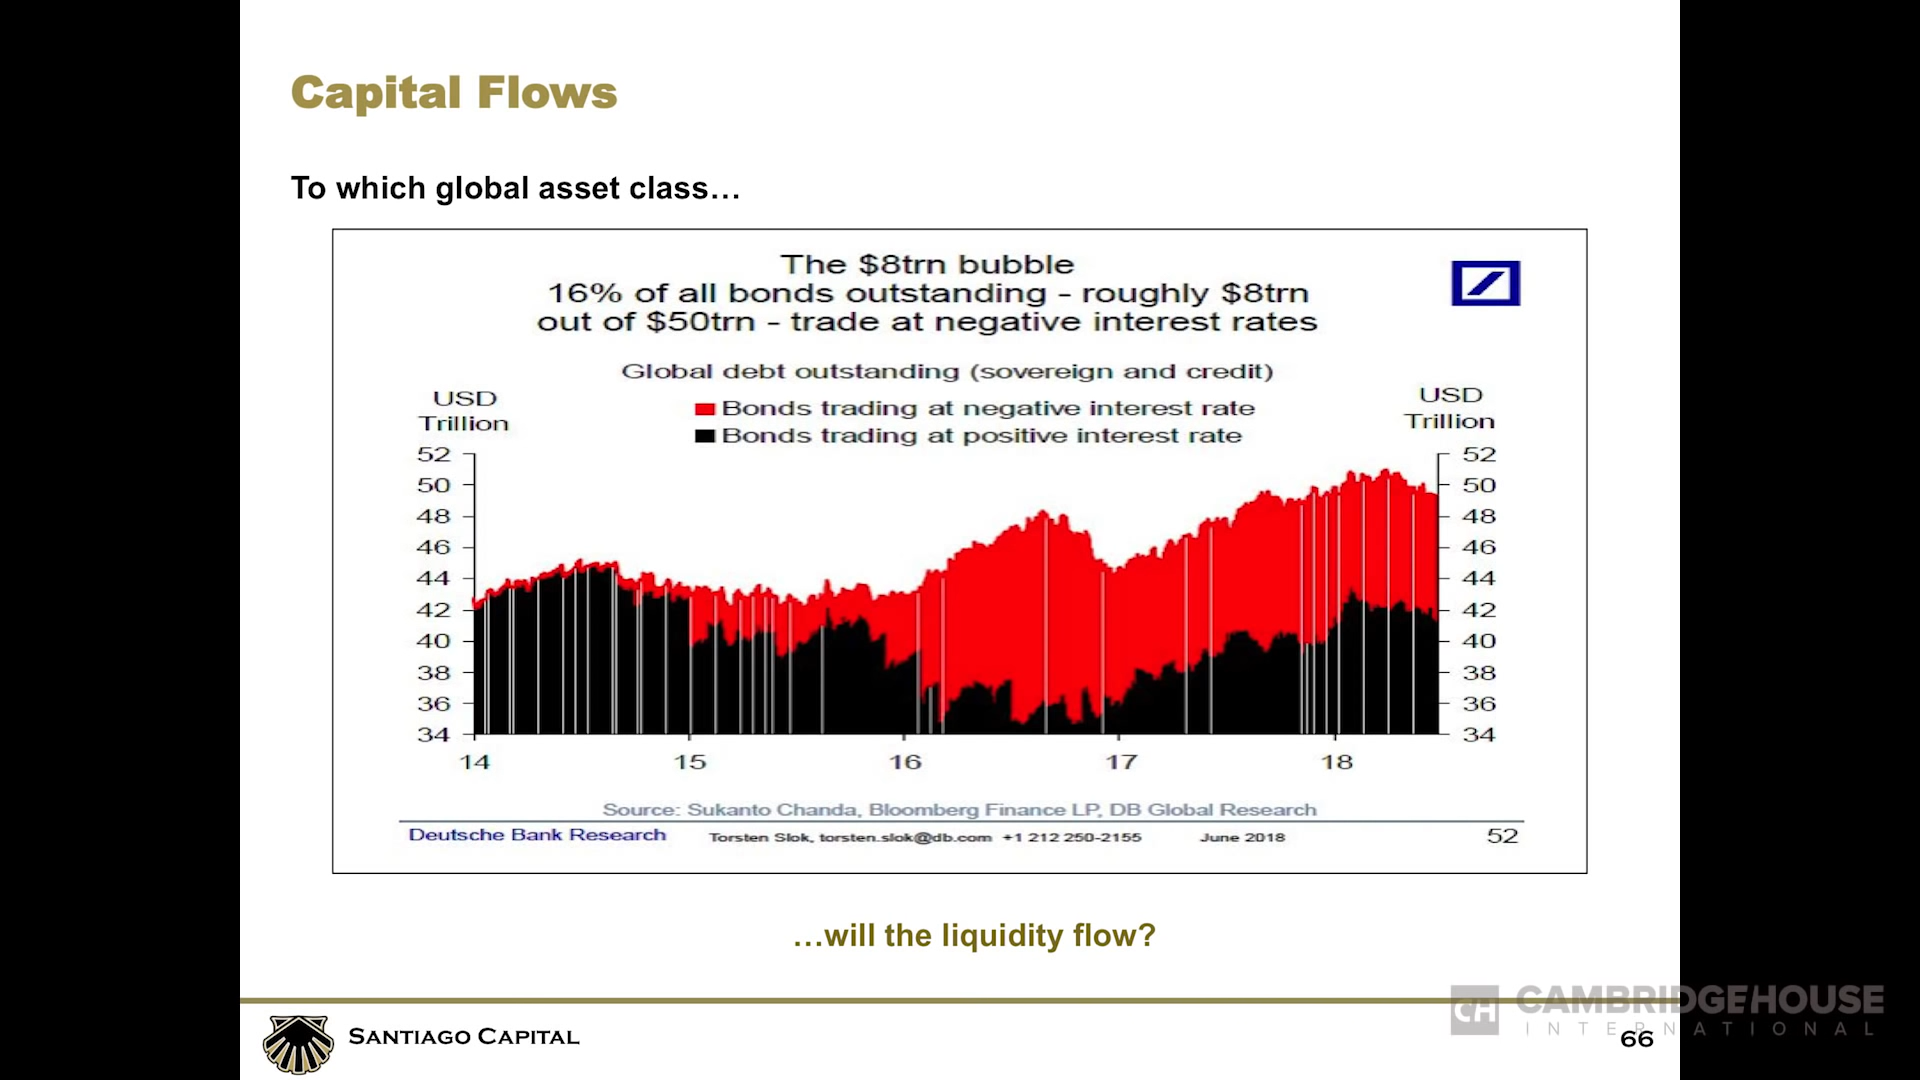 Capital Flows
To which global asset class…
The $8trn bubble
16% of all bonds outstanding - roughly $8trn
out of $50trn - trade at negative interest rates
Global debt outstanding (sovereign and credit)
USD
Trillion
USD
Trillion
Bonds trading at negative interest rate
Bonds trading at positive interest rate
52
50
48
46
44
42
40
38
36
34
52
50
48
46
44
42
40
38
36
34
14 15 16 17 18
Source: Sukanto Chanda, Bloomberg Finance LP, DB Global Research
Deutsche Bank Research Torsten Slok, torsten.slok@db.com +1 212 250-2155 June 2018 52
…will the liquidity flow?
CH CAMBRIDGEHOUSE
INTERNATIONAL
SANTIAGO CAPITAL
66